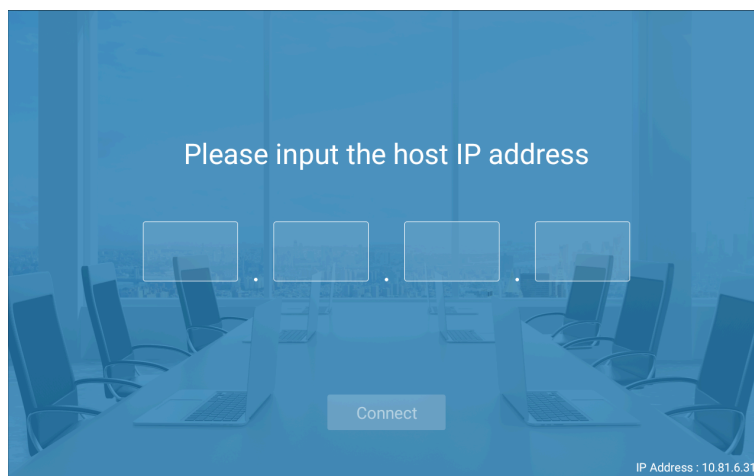 Please input the host IP address
. . .
Connect
IP Address : 10.81.6.31